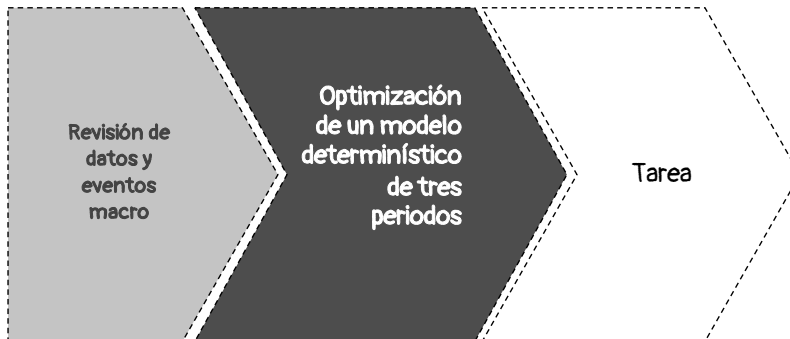 Revisión de
datos y
eventos
macro
Optimización
de un modelo
determinístico
de tres
periodos
Tarea